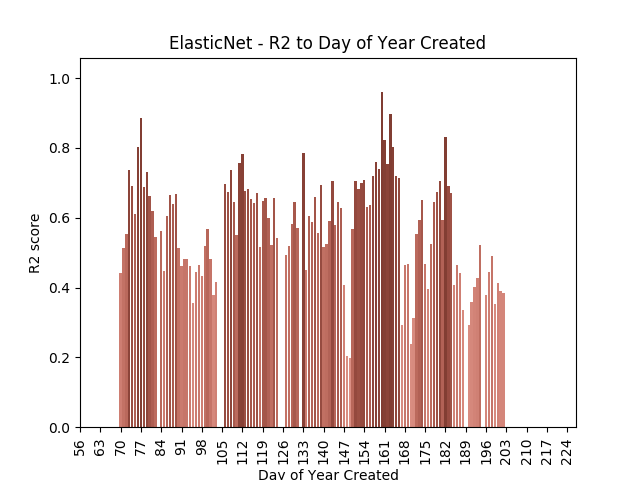 ElasticNet - R2 to Day of Year Created
R2 score
1.0
0.8
0.6
0.4
0.2
0.0
56 63 70 77 84 91 98 105 112 119 126 133 140 147 154 161 168 175 182 189 196 203 210 217 224
Day of Year Created